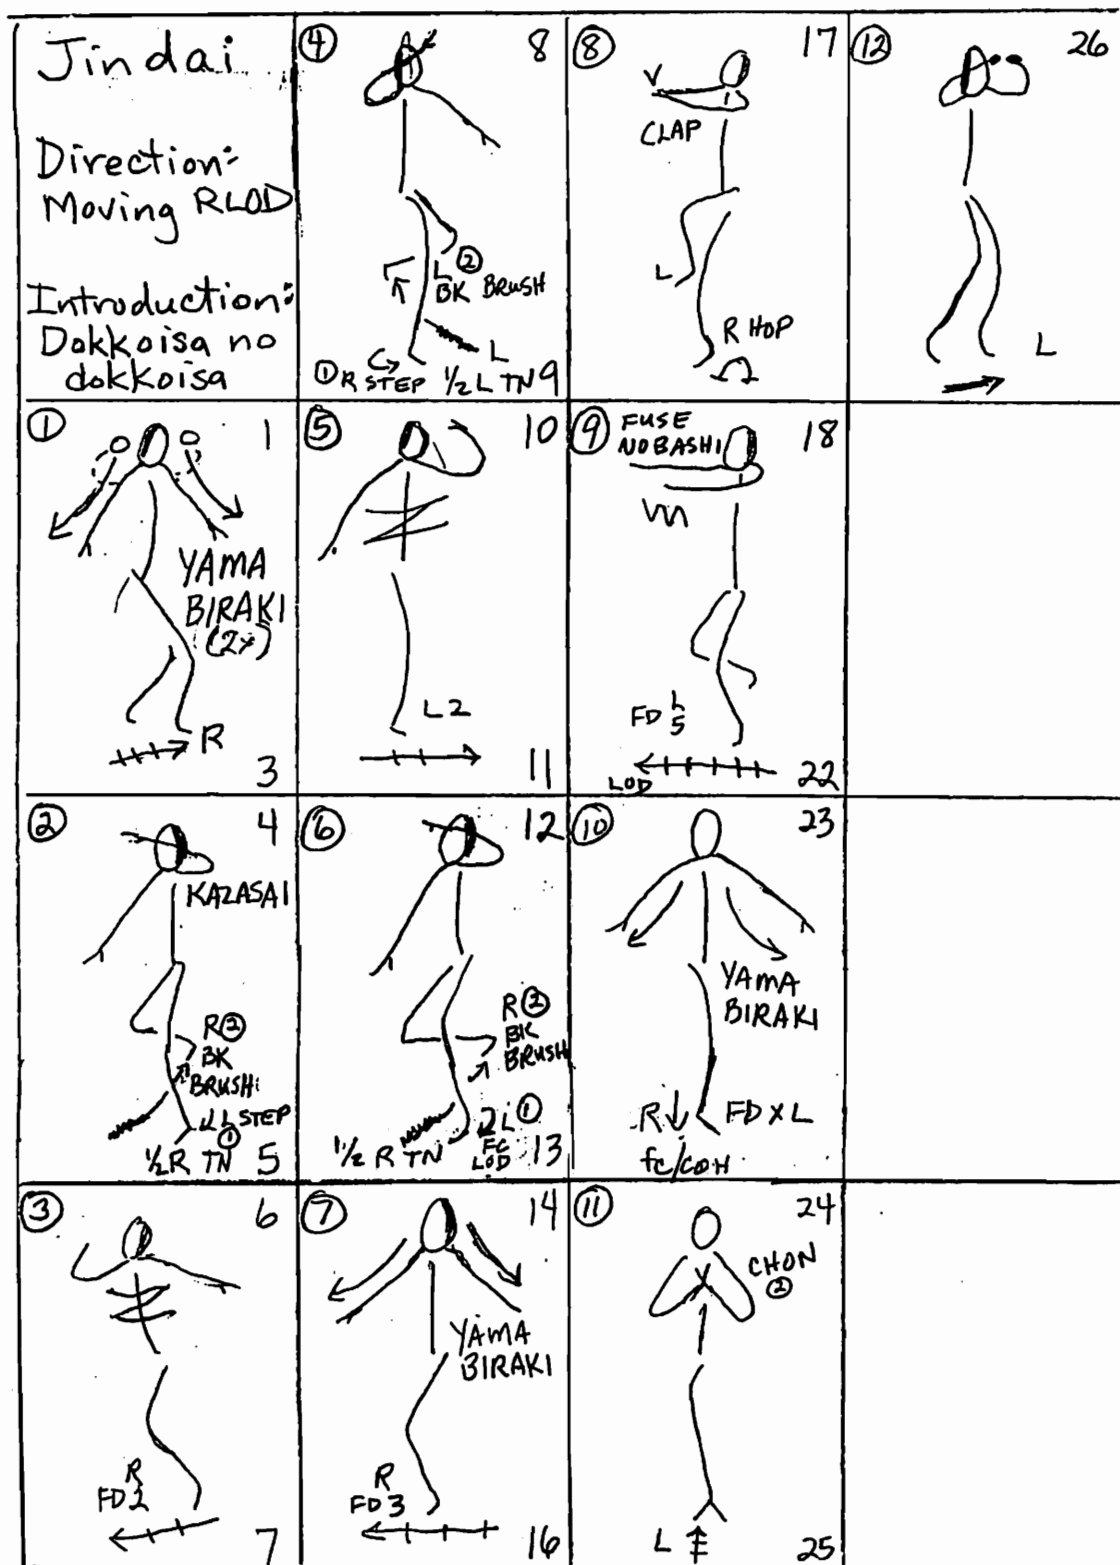 Jindai
Direction:
Moving RLOD
Introduction:
Dokkoisa no
dokkoisa
① 1
YAMA
BIRAKI
(2x)
R
3
② 4
KAZASAI
R②
BK
BRUSH
L STEP
①
1/2 R TN 5
③ 6
R
FD 2
7
④ 8
L ②
BK BRUSH
L
① R STEP 1/2 L TN 9
⑤ 10
L 2
11
⑥ 12
R②
BK
BRUSH
L①
1/2 R TN FC
LOD 13
⑦ 14
YAMA
BIRAKI
R
FD 3
16
⑧ 17
V
CLAP
L
R HOP
⑨ FUSE
NOBASHI 18
FD L
5
LOD 22
⑩ 23
YAMA
BIRAKI
R FD X L
fc/COH
⑪ 24
CHON
②
L 25
⑫ 26
L